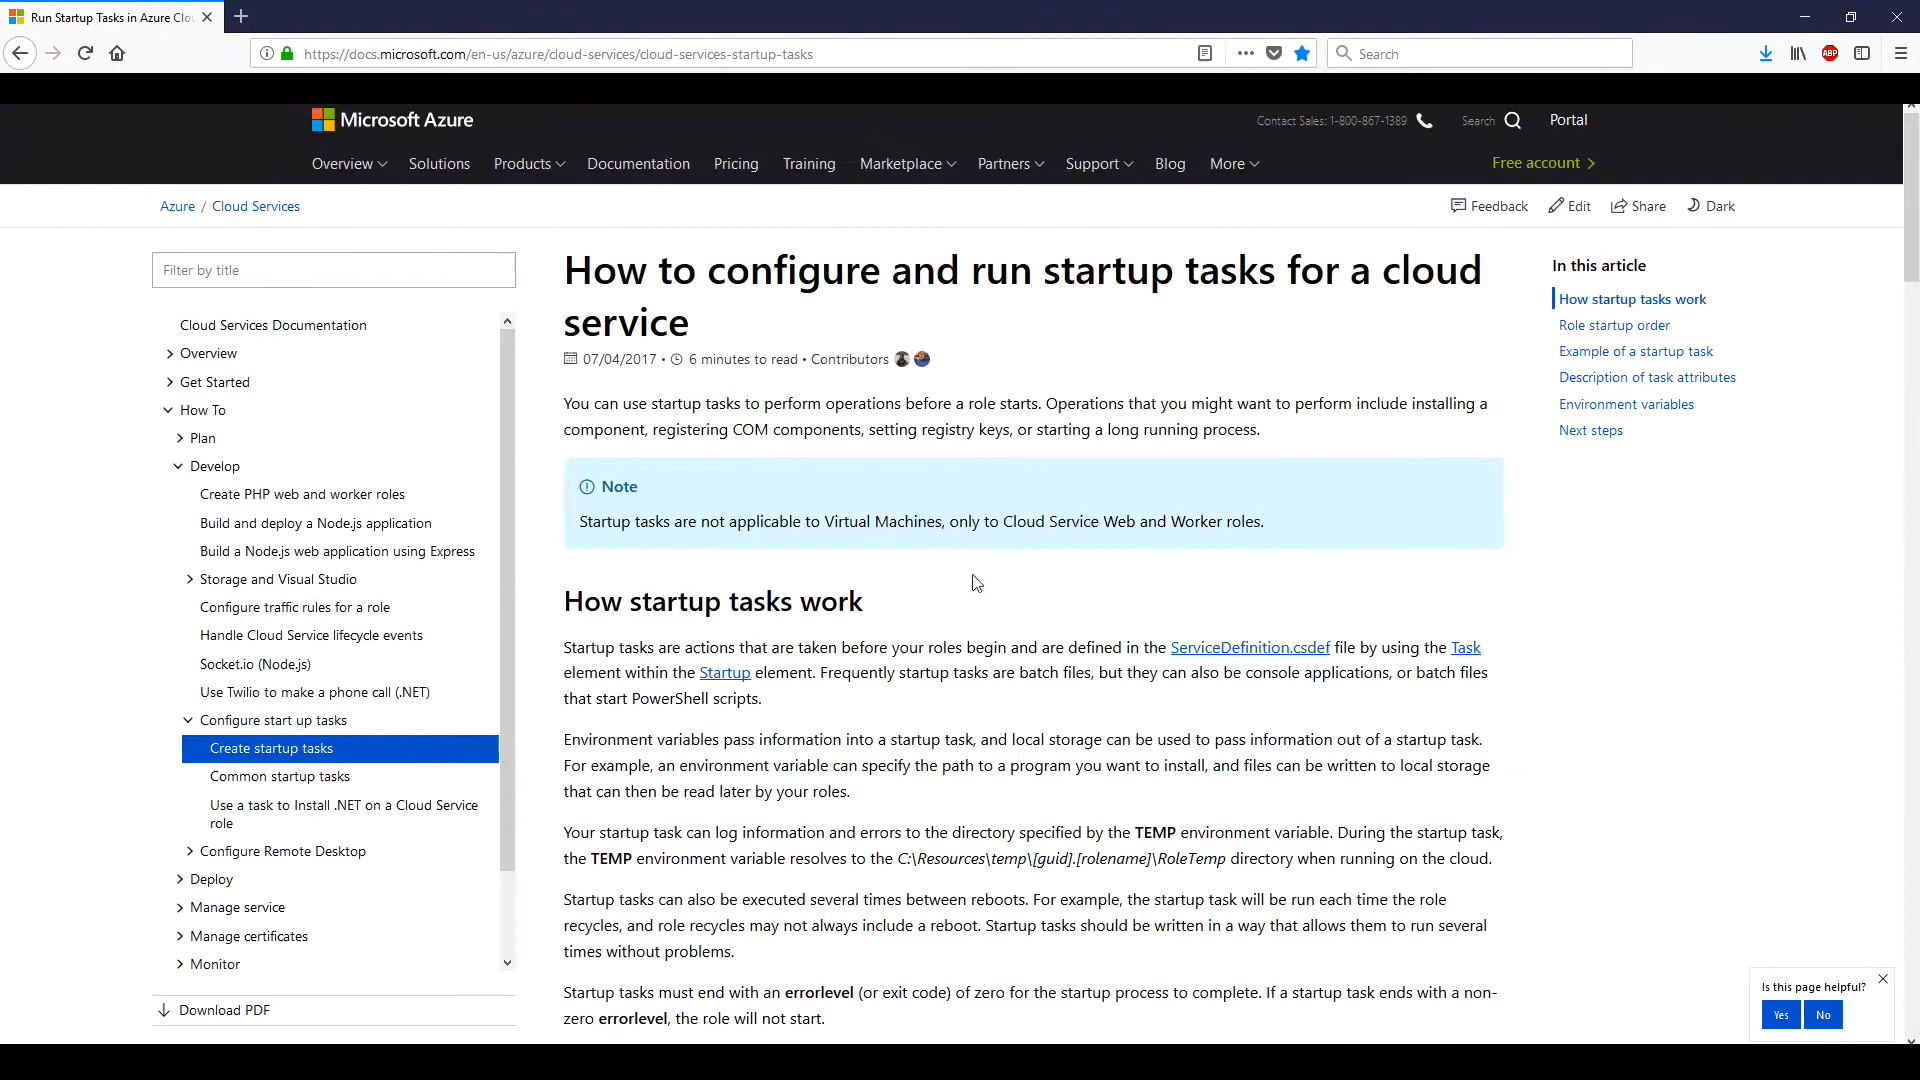 Run Startup Tasks in Azure Clo
https://docs.microsoft.com/en-us/azure/cloud-services/cloud-services-startup-tasks
Search
ABP
Microsoft Azure
Contact Sales: 1-800-867-1389
Search
Portal
Overview
Solutions
Products
Documentation
Pricing
Training
Marketplace
Partners
Support
Blog
More
Free account
Azure / Cloud Services
Feedback
Edit
Share
Dark
Filter by title
Cloud Services Documentation
Overview
Get Started
How To
Plan
Develop
Create PHP web and worker roles
Build and deploy a Node.js application
Build a Node.js web application using Express
Storage and Visual Studio
Configure traffic rules for a role
Handle Cloud Service lifecycle events
Socket.io (Node.js)
Use Twilio to make a phone call (.NET)
Configure start up tasks
Create startup tasks
Common startup tasks
Use a task to Install .NET on a Cloud Service
role
Configure Remote Desktop
Deploy
Manage service
Manage certificates
Monitor
Download PDF
How to configure and run startup tasks for a cloud
service
07/04/2017 • 6 minutes to read • Contributors
You can use startup tasks to perform operations before a role starts. Operations that you might want to perform include installing a
component, registering COM components, setting registry keys, or starting a long running process.
Note
Startup tasks are not applicable to Virtual Machines, only to Cloud Service Web and Worker roles.
How startup tasks work
Startup tasks are actions that are taken before your roles begin and are defined in the ServiceDefinition.csdef file by using the Task
element within the Startup element. Frequently startup tasks are batch files, but they can also be console applications, or batch files
that start PowerShell scripts.
Environment variables pass information into a startup task, and local storage can be used to pass information out of a startup task.
For example, an environment variable can specify the path to a program you want to install, and files can be written to local storage
that can then be read later by your roles.
Your startup task can log information and errors to the directory specified by the TEMP environment variable. During the startup task,
the TEMP environment variable resolves to the C:\Resources\temp\[guid].[rolename]\RoleTemp directory when running on the cloud.
Startup tasks can also be executed several times between reboots. For example, the startup task will be run each time the role
recycles, and role recycles may not always include a reboot. Startup tasks should be written in a way that allows them to run several
times without problems.
Startup tasks must end with an errorlevel (or exit code) of zero for the startup process to complete. If a startup task ends with a non-
zero errorlevel, the role will not start.
In this article
How startup tasks work
Role startup order
Example of a startup task
Description of task attributes
Environment variables
Next steps
Is this page helpful?
Yes
No